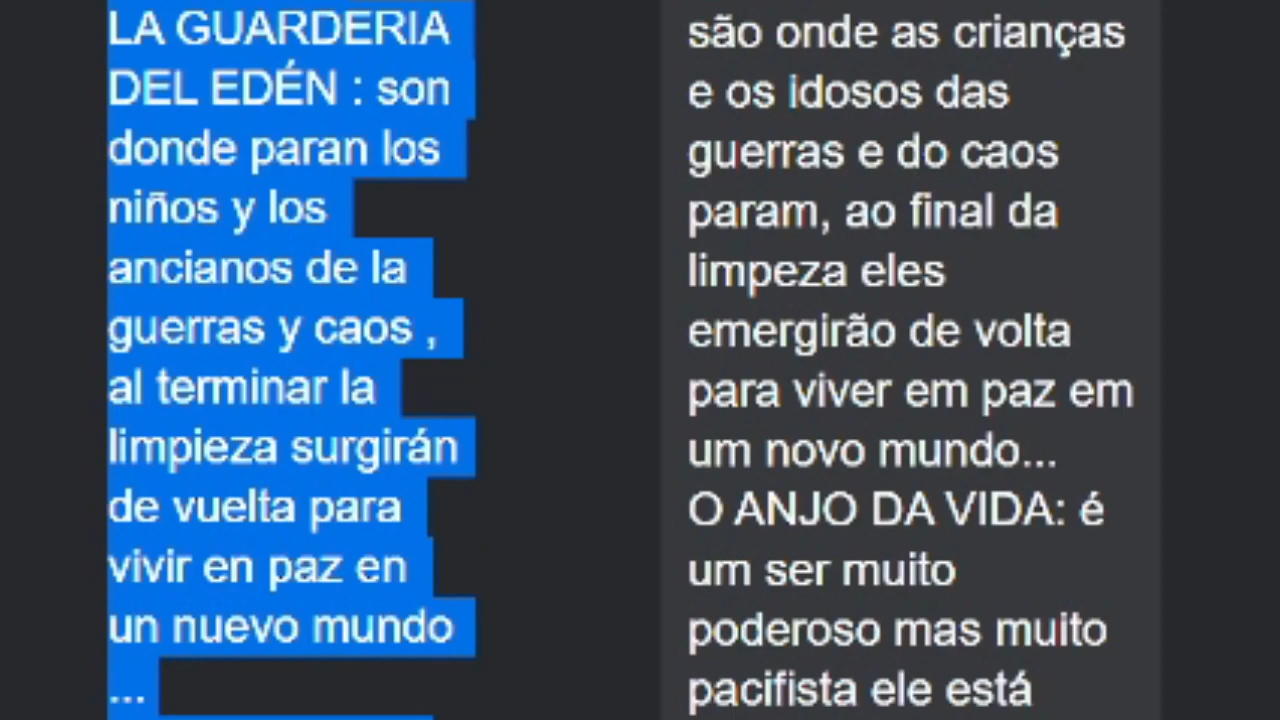 LA GUARDERIA
DEL EDÉN : son
donde paran los
niños y los
ancianos de la
guerras y caos ,
al terminar la
limpieza surgirán
de vuelta para
vivir en paz en
un nuevo mundo
...
são onde as crianças
e os idosos das
guerras e do caos
param, ao final da
limpeza eles
emergirão de volta
para viver em paz em
um novo mundo...
O ANJO DA VIDA: é
um ser muito
poderoso mas muito
pacifista ele está